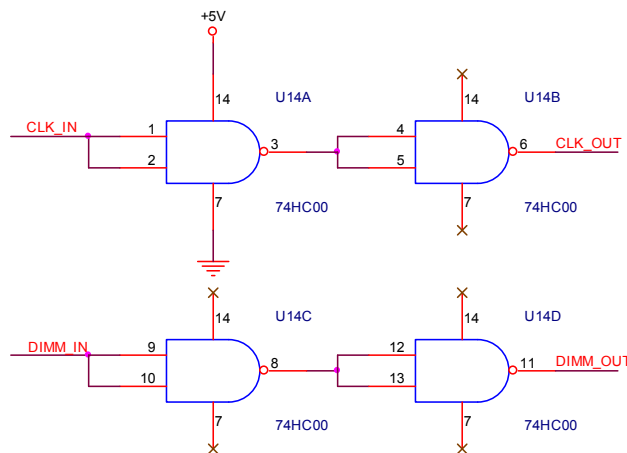 +5V
14 U14A 14 U14B
CLK_IN 1 3 4 6 CLK_OUT
2 5
7 74HC00 7 74HC00
14 U14C 14 U14D
DIMM_IN 9 8 12 11 DIMM_OUT
10 13
7 74HC00 7 74HC00